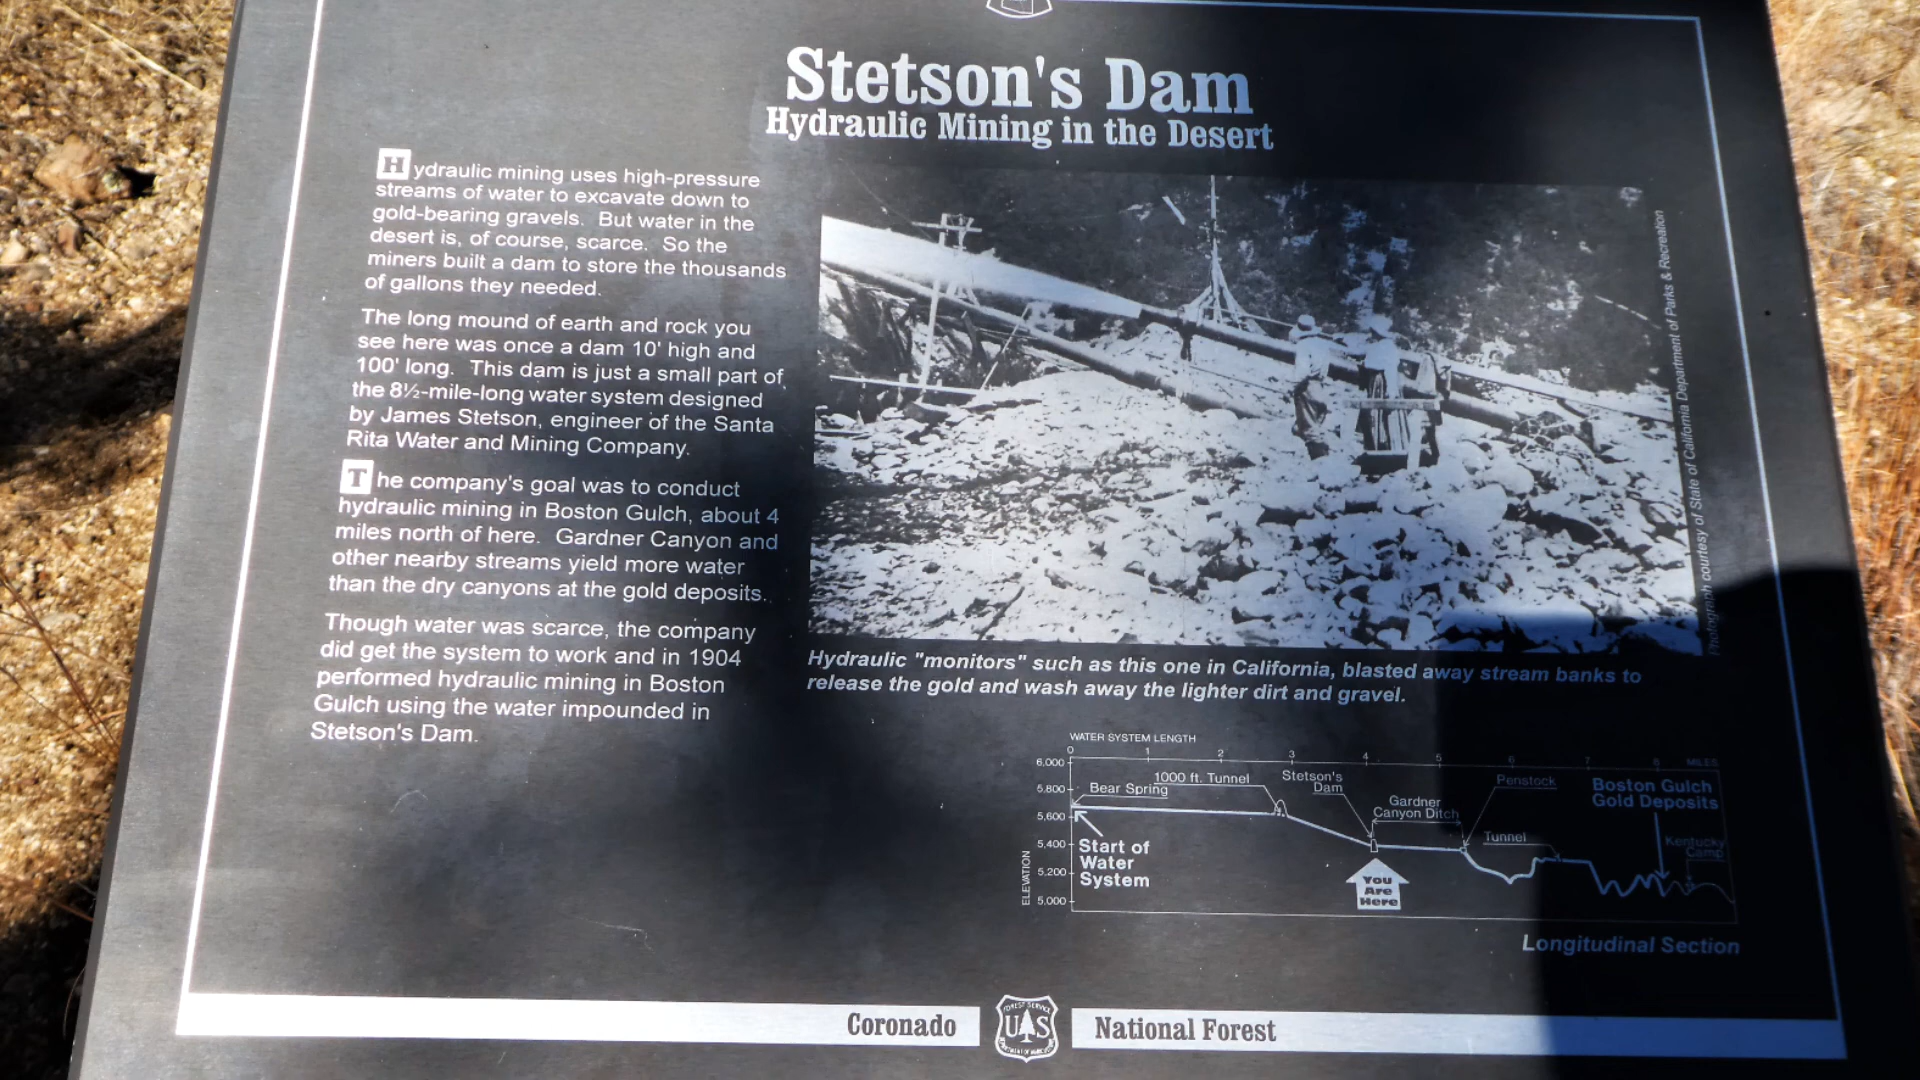 Stetson's Dam
Hydraulic Mining in the Desert
Hydraulic mining uses high-pressure
streams of water to excavate down to
gold-bearing gravels. But water in the
desert is, of course, scarce. So the
miners built a dam to store the thousands
of gallons they needed.
The long mound of earth and rock you
see here was once a dam 10' high and
100' long. This dam is just a small part of
the 8½-mile-long water system designed
by James Stetson, engineer of the Santa
Rita Water and Mining Company.
The company's goal was to conduct
hydraulic mining in Boston Gulch, about 4
miles north of here. Gardner Canyon and
other nearby streams yield more water
than the dry canyons at the gold deposits.
Though water was scarce, the company
did get the system to work and in 1904
performed hydraulic mining in Boston
Gulch using the water impounded in
Stetson's Dam.
Photograph courtesy of State of California Department of Parks & Recreation
Hydraulic "monitors" such as this one in California, blasted away stream banks to
release the gold and wash away the lighter dirt and gravel.
WATER SYSTEM LENGTH
0 1 2 3 4 5 6 7 8 MILES
6,000
5,800
5,600
5,400
5,200
5,000
ELEVATION
Bear Spring
1000 ft. Tunnel
Stetson's
Dam
Gardner
Canyon Ditch
Penstock
Tunnel
Boston Gulch
Gold Deposits
Kentucky
Camp
Start of
Water
System
You
Are
Here
Longitudinal Section
Coronado
FOREST SERVICE
UAS
DEPARTMENT OF AGRICULTURE
National Forest